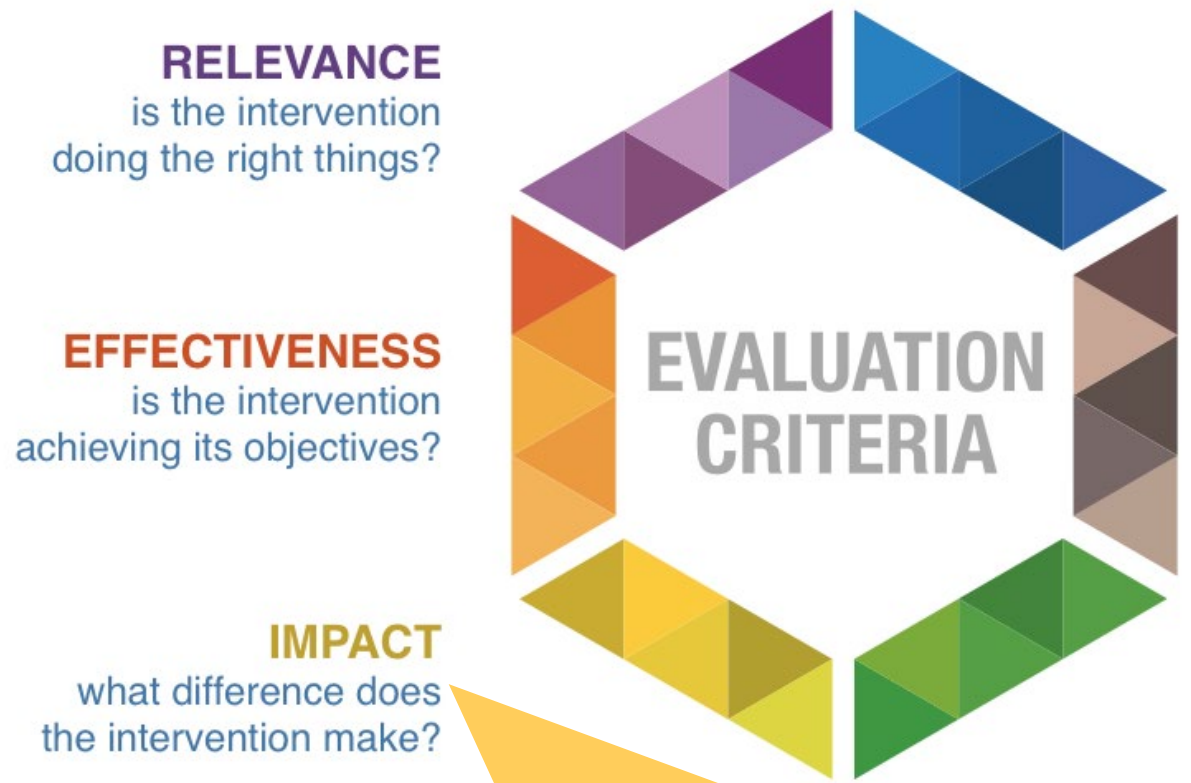 RELEVANCE
is the intervention
doing the right things?
EFFECTIVENESS
is the intervention
achieving its objectives?
IMPACT
what difference does
the intervention make?
EVALUATION
CRITERIA